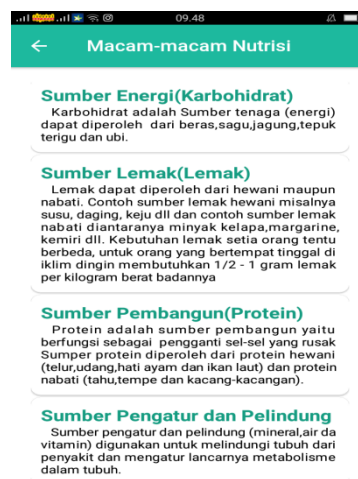 09.48
Macam-macam Nutrisi
Sumber Energi(Karbohidrat)
Karbohidrat adalah Sumber tenaga (energi)
dapat diperoleh dari beras,sagu,jagung,tepuk
terigu dan ubi.
Sumber Lemak(Lemak)
Lemak dapat diperoleh dari hewani maupun
nabati. Contoh sumber lemak hewani misalnya
susu, daging, keju dll dan contoh sumber lemak
nabati diantaranya minyak kelapa,margarine,
kemiri dll. Kebutuhan lemak setia orang tentu
berbeda, untuk orang yang bertempat tinggal di
iklim dingin membutuhkan 1/2 - 1 gram lemak
per kilogram berat badannya
Sumber Pembangun(Protein)
Protein adalah sumber pembangun yaitu
berfungsi sebagai pengganti sel-sel yang rusak
Sumper protein diperoleh dari protein hewani
(telur,udang,hati ayam dan ikan laut) dan protein
nabati (tahu,tempe dan kacang-kacangan).
Sumber Pengatur dan Pelindung
Sumber pengatur dan pelindung (mineral,air da
vitamin) digunakan untuk melindungi tubuh dari
penyakit dan mengatur lancarnya metabolisme
dalam tubuh.